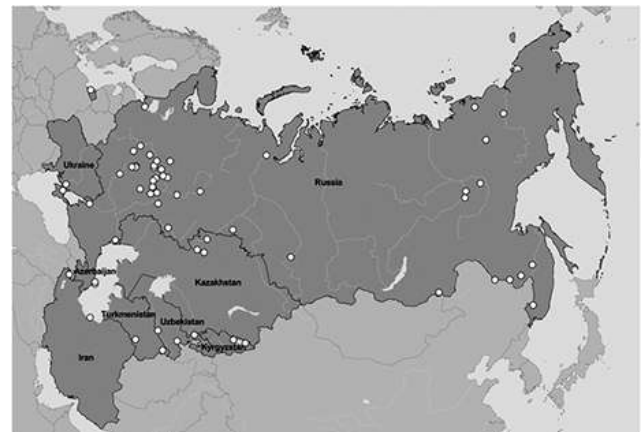 Ukraine
Russia
Azerbaijan
Kazakhstan
Turkmenistan
Uzbekistan
Kyrgyzstan
Iran